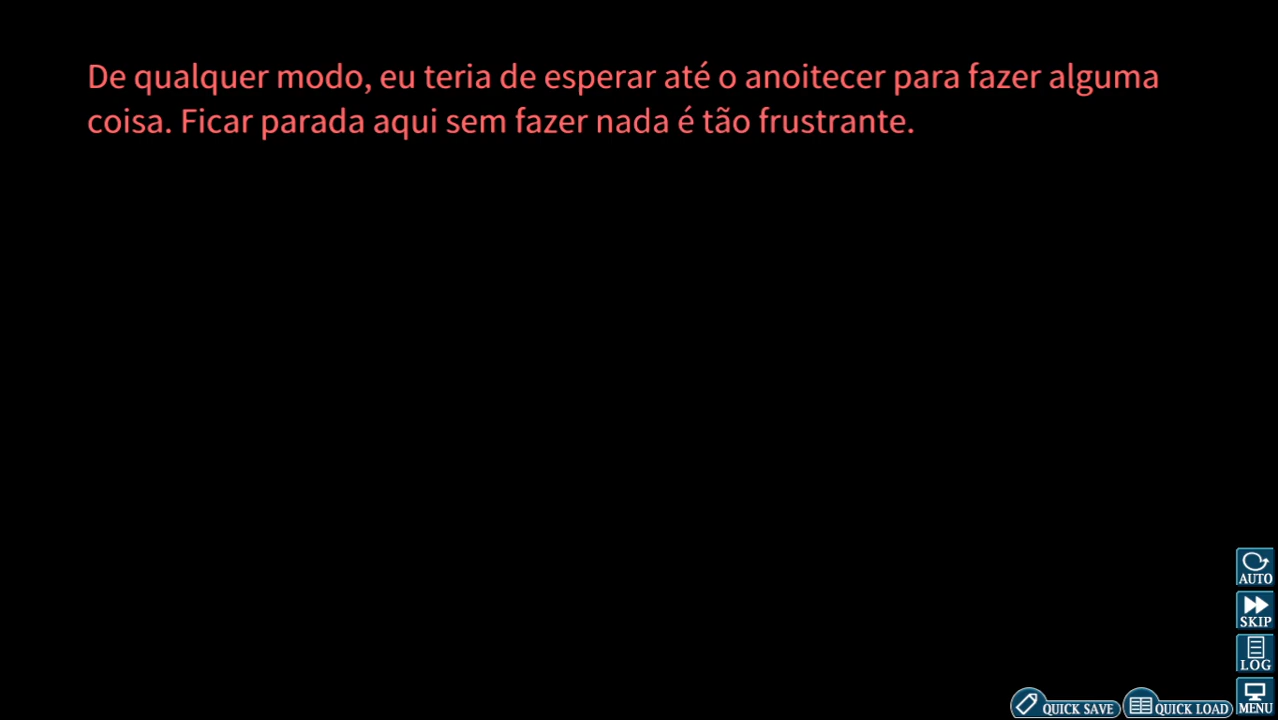 De qualquer modo, eu teria de esperar até o anoitecer para fazer alguma
coisa. Ficar parada aqui sem fazer nada é tão frustrante.
AUTO
SKIP
LOG
MENU
QUICK SAVE
QUICK LOAD